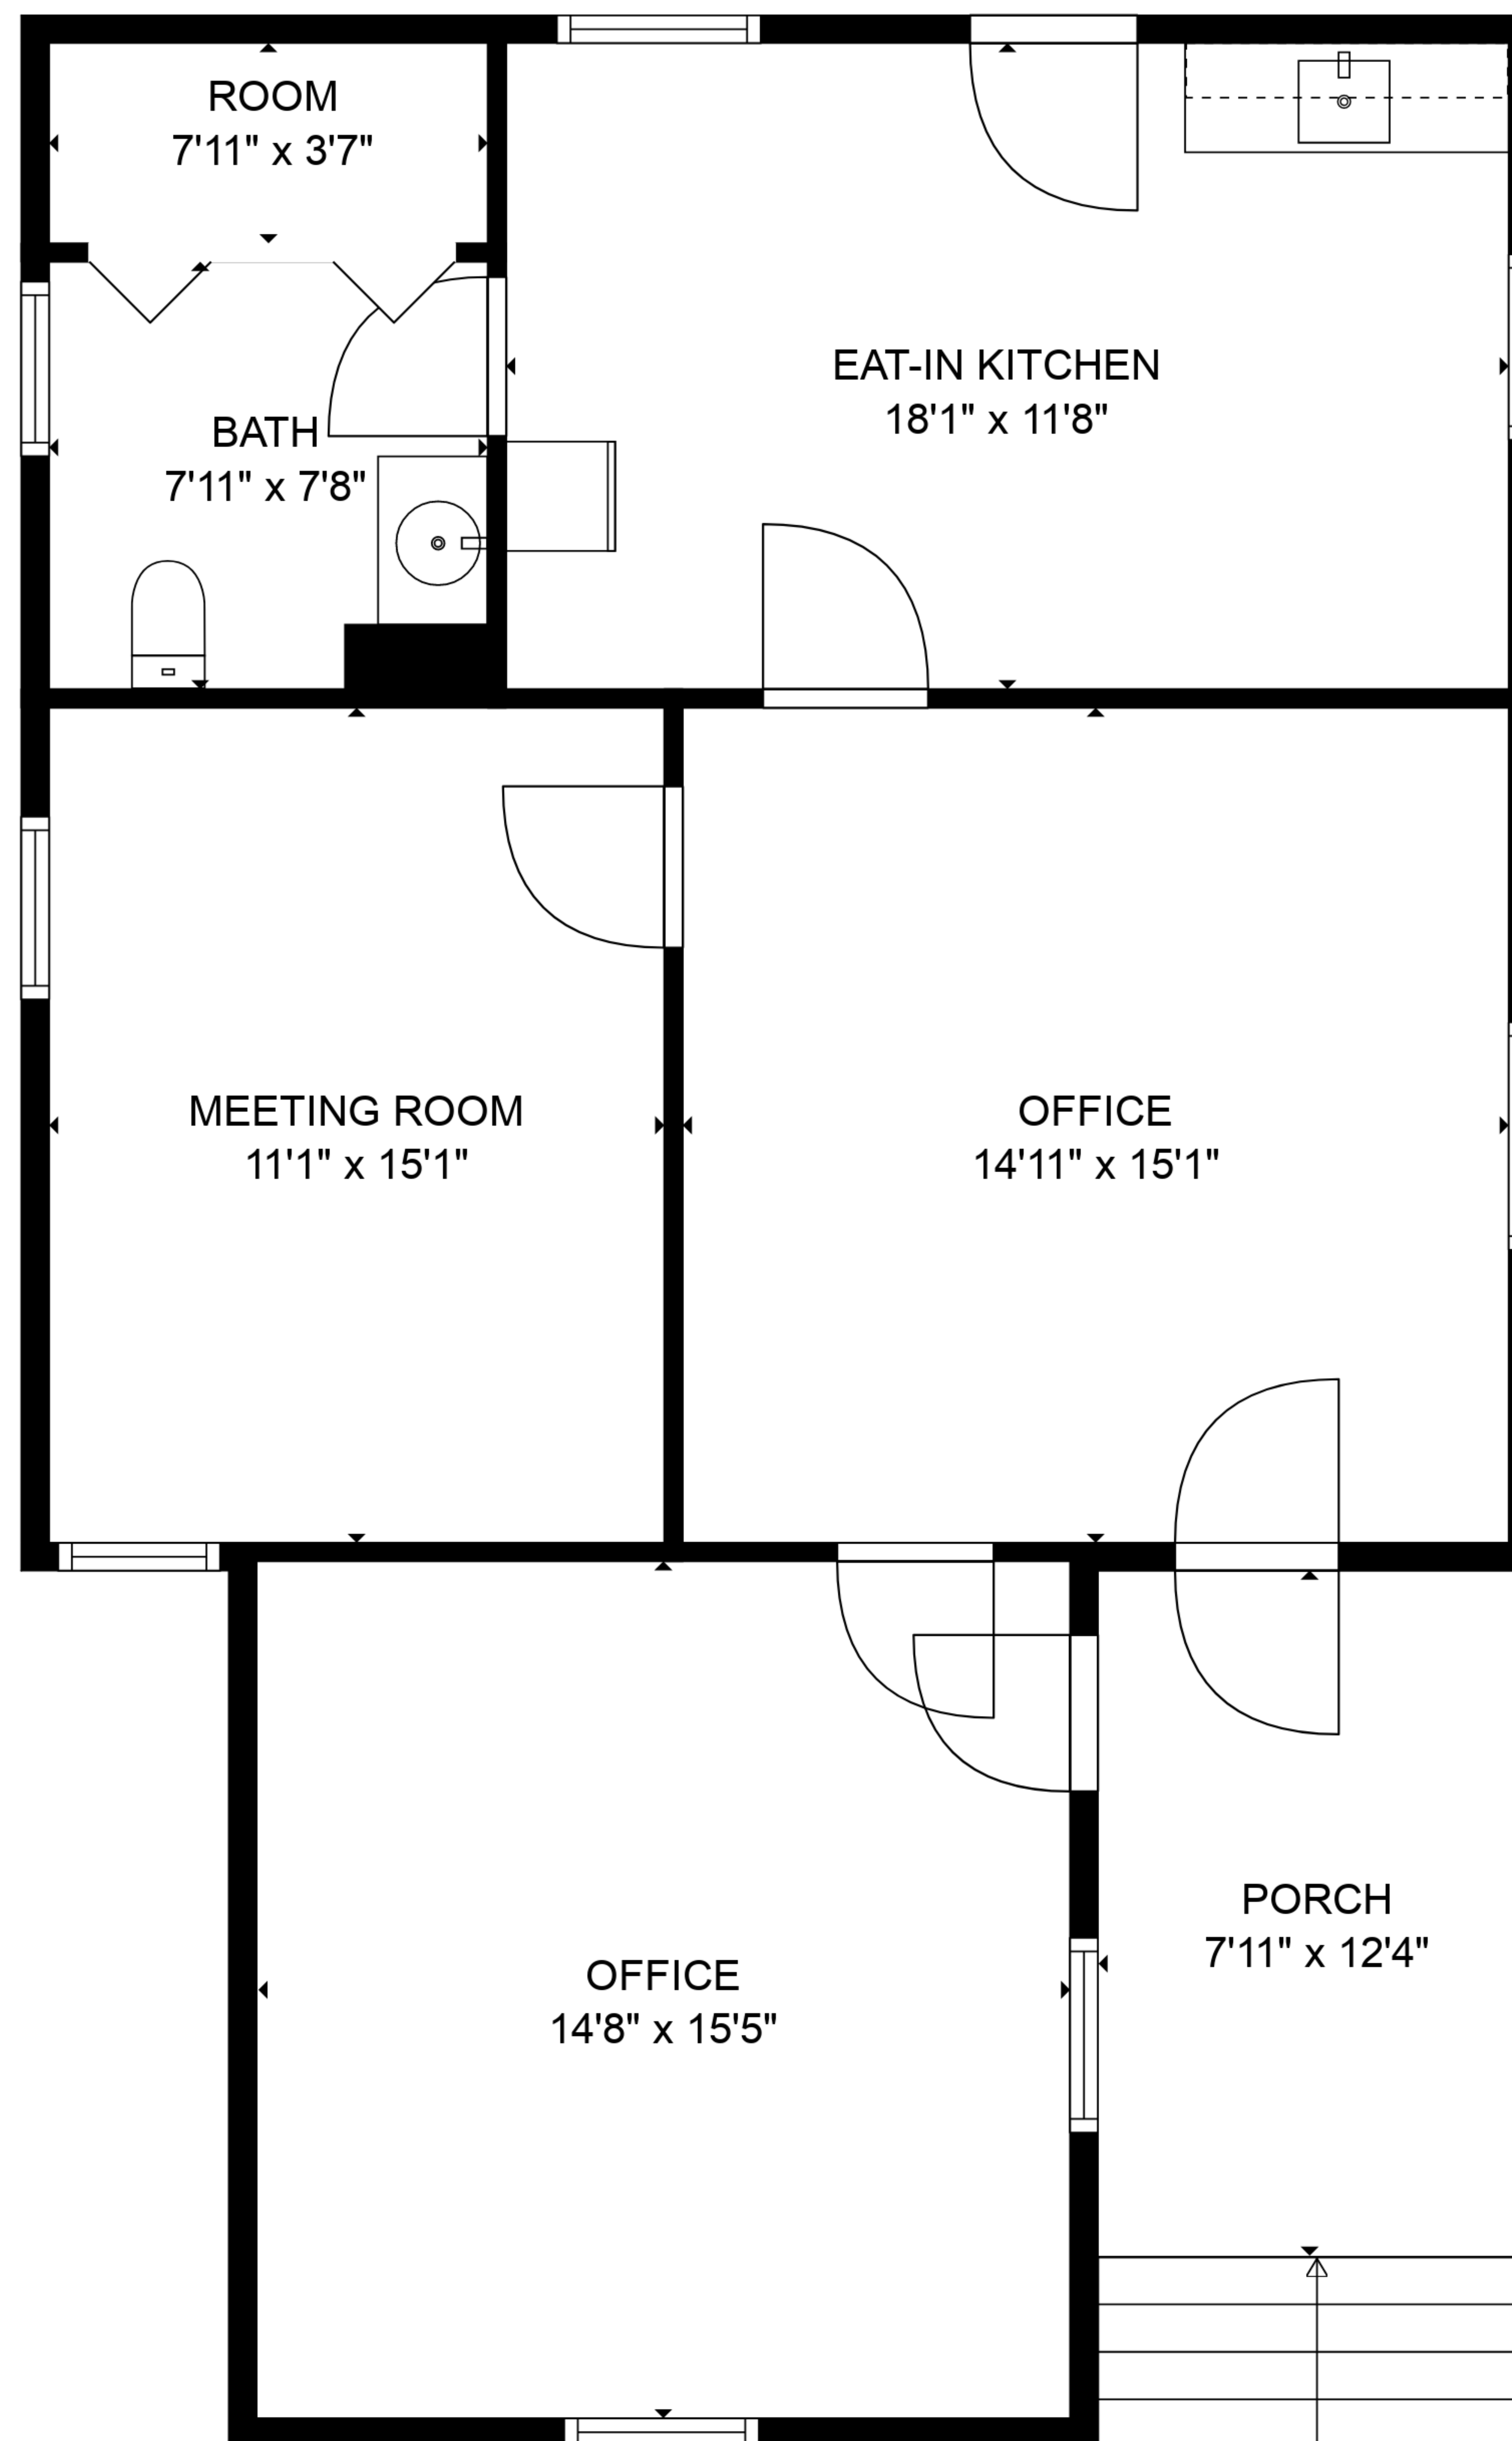 ROOM
7'11" x 3'7"
EAT-IN KITCHEN
18'1" x 11'8"
BATH
7'11" x 7'8"
MEETING ROOM
11'1" x 15'1"
OFFICE
14'11" x 15'1"
PORCH
7'11" x 12'4"
OFFICE
14'8" x 15'5"